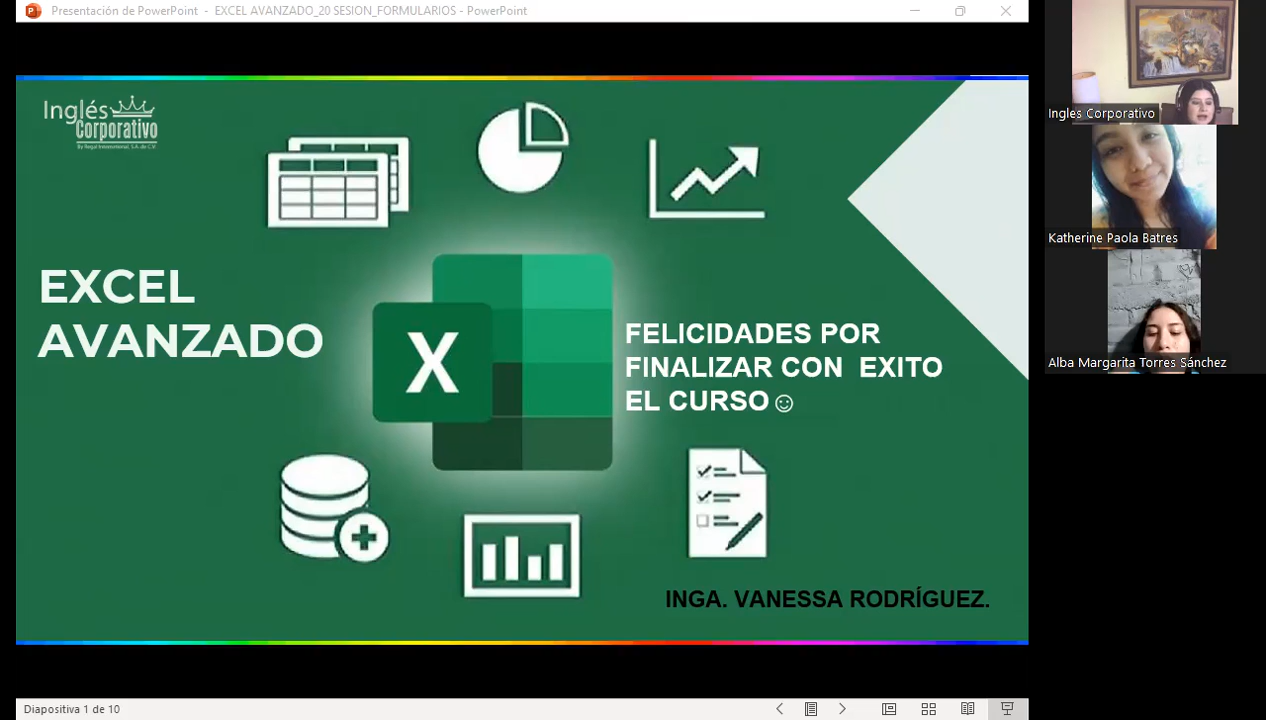 Presentación de PowerPoint - EXCEL AVANZADO_20 SESION_FORMULARIOS - PowerPoint
Inglés
Corporativo
EXCEL
AVANZADO
X
FELICIDADES POR
FINALIZAR CON EXITO
EL CURSO☺
INGA. VANESSA RODRÍGUEZ.
Diapositiva 1 de 10
Ingles Corporativo
Katherine Paola Batres
Alba Margarita Torres Sánchez